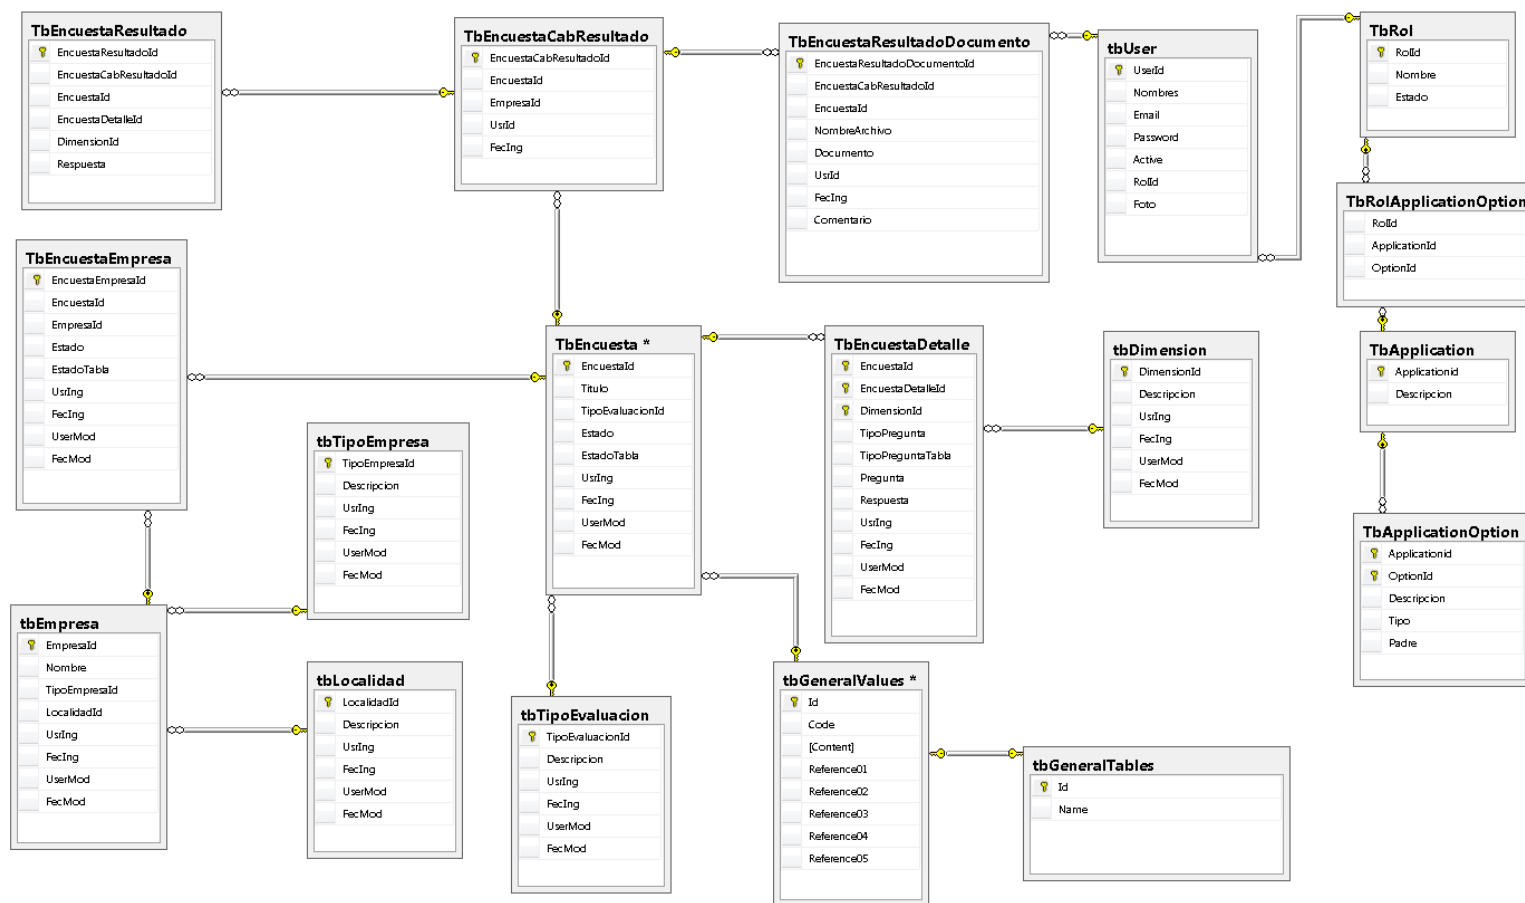 TbEncuestaResultado
EncuestaResultadoId
EncuestaCabResultadoId
EncuestaId
EncuestaDetalleId
DimensionId
Respuesta
TbEncuestaCabResultado
EncuestaCabResultadoId
EncuestaId
EmpresaId
UsrId
FecIng
TbEncuestaResultadoDocumento
EncuestaResultadoDocumentoId
EncuestaCabResultadoId
EncuestaId
NombreArchivo
Documento
UsrId
FecIng
Comentario
tbUser
UserId
Nombres
Email
Password
Active
RolId
Foto
TbRol
RolId
Nombre
Estado
TbRolApplicationOption
RolId
ApplicationId
OptionId
TbEncuestaEmpresa
EncuestaEmpresaId
EncuestaId
EmpresaId
Estado
EstadoTabla
UsrIng
FecIng
UserMod
FecMod
TbEncuesta *
EncuestaId
Titulo
TipoEvaluacionId
Estado
EstadoTabla
UsrIng
FecIng
UserMod
FecMod
TbEncuestaDetalle
EncuestaId
EncuestaDetalleId
DimensionId
TipoPregunta
TipoPreguntaTabla
Pregunta
Respuesta
UsrIng
FecIng
UserMod
FecMod
tbDimension
DimensionId
Descripcion
UsrIng
FecIng
UserMod
FecMod
TbApplication
Applicationid
Descripcion
tbTipoEmpresa
TipoEmpresaId
Descripcion
UsrIng
FecIng
UserMod
FecMod
TbApplicationOption
Applicationid
OptionId
Descripcion
Tipo
Padre
tbEmpresa
EmpresaId
Nombre
TipoEmpresaId
LocalidadId
UsrIng
FecIng
UserMod
FecMod
tbLocalidad
LocalidadId
Descripcion
UsrIng
FecIng
UserMod
FecMod
tbTipoEvaluacion
TipoEvaluacionId
Descripcion
UsrIng
FecIng
UserMod
FecMod
tbGeneralValues *
Id
Code
[Content]
Reference01
Reference02
Reference03
Reference04
Reference05
tbGeneralTables
Id
Name